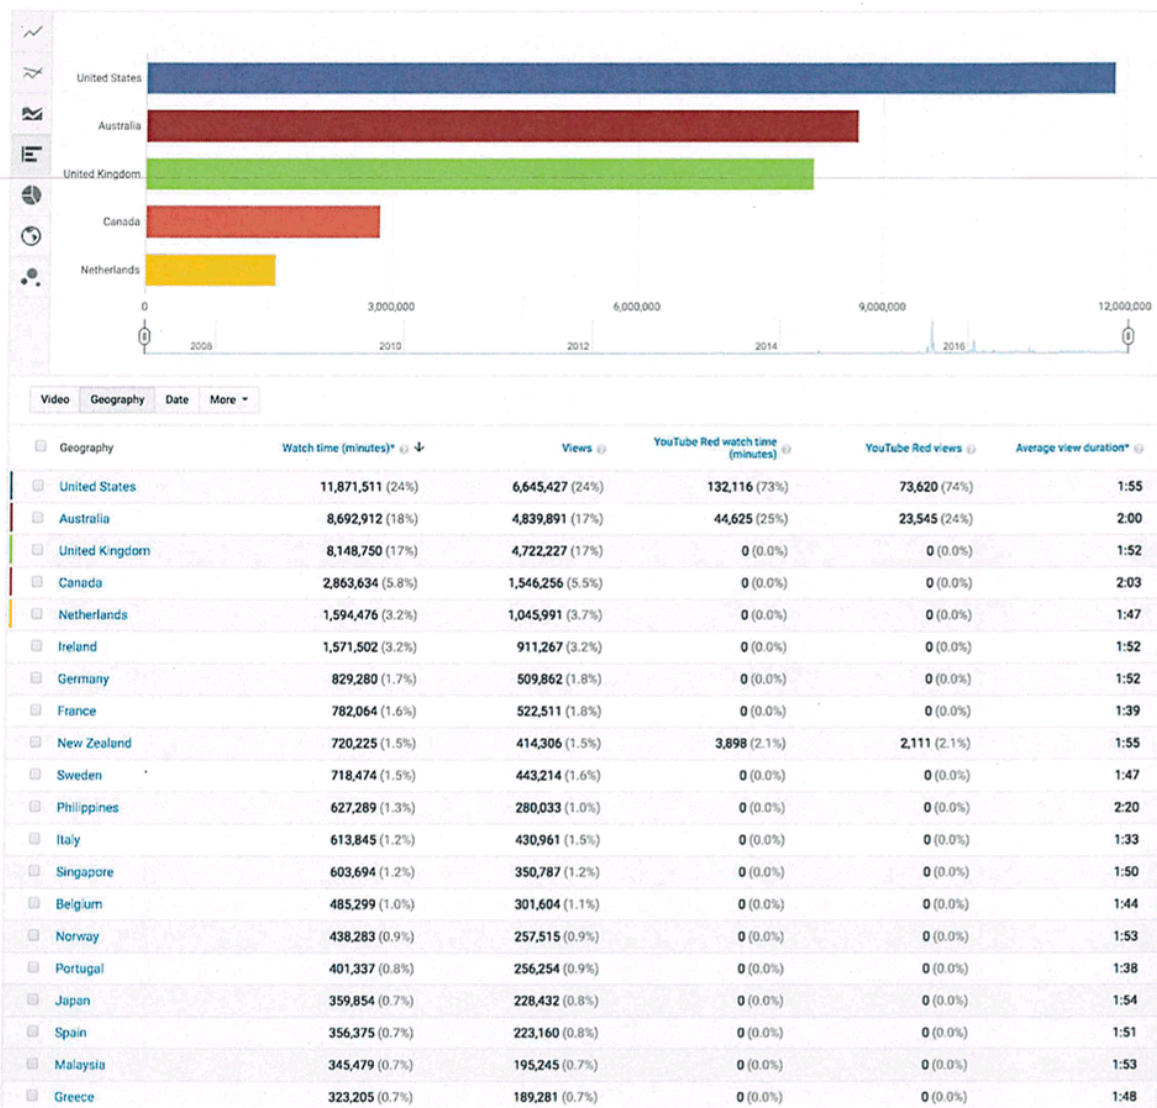 United States
Australia
United Kingdom
Canada
Netherlands
0 3,000,000 6,000,000 9,000,000 12,000,000
2008 2010 2012 2014 2016
Video Geography Date More
Geography Watch time (minutes)* Views YouTube Red watch time (minutes) YouTube Red views Average view duration*
United States 11,871,511 (24%) 6,645,427 (24%) 132,116 (73%) 73,620 (74%) 1:55
Australia 8,692,912 (18%) 4,839,891 (17%) 44,625 (25%) 23,545 (24%) 2:00
United Kingdom 8,148,750 (17%) 4,722,227 (17%) 0 (0.0%) 0 (0.0%) 1:52
Canada 2,863,634 (5.8%) 1,546,256 (5.5%) 0 (0.0%) 0 (0.0%) 2:03
Netherlands 1,594,476 (3.2%) 1,045,991 (3.7%) 0 (0.0%) 0 (0.0%) 1:47
Ireland 1,571,502 (3.2%) 911,267 (3.2%) 0 (0.0%) 0 (0.0%) 1:52
Germany 829,280 (1.7%) 509,862 (1.8%) 0 (0.0%) 0 (0.0%) 1:52
France 782,064 (1.6%) 522,511 (1.8%) 0 (0.0%) 0 (0.0%) 1:39
New Zealand 720,225 (1.5%) 414,306 (1.5%) 3,898 (2.1%) 2,111 (2.1%) 1:55
Sweden 718,474 (1.5%) 443,214 (1.6%) 0 (0.0%) 0 (0.0%) 1:47
Philippines 627,289 (1.3%) 280,033 (1.0%) 0 (0.0%) 0 (0.0%) 2:20
Italy 613,845 (1.2%) 430,961 (1.5%) 0 (0.0%) 0 (0.0%) 1:33
Singapore 603,694 (1.2%) 350,787 (1.2%) 0 (0.0%) 0 (0.0%) 1:50
Belgium 485,299 (1.0%) 301,604 (1.1%) 0 (0.0%) 0 (0.0%) 1:44
Norway 438,283 (0.9%) 257,515 (0.9%) 0 (0.0%) 0 (0.0%) 1:53
Portugal 401,337 (0.8%) 256,254 (0.9%) 0 (0.0%) 0 (0.0%) 1:38
Japan 359,854 (0.7%) 228,432 (0.8%) 0 (0.0%) 0 (0.0%) 1:54
Spain 356,375 (0.7%) 223,160 (0.8%) 0 (0.0%) 0 (0.0%) 1:51
Malaysia 345,479 (0.7%) 195,245 (0.7%) 0 (0.0%) 0 (0.0%) 1:53
Greece 323,205 (0.7%) 189,281 (0.7%) 0 (0.0%) 0 (0.0%) 1:48